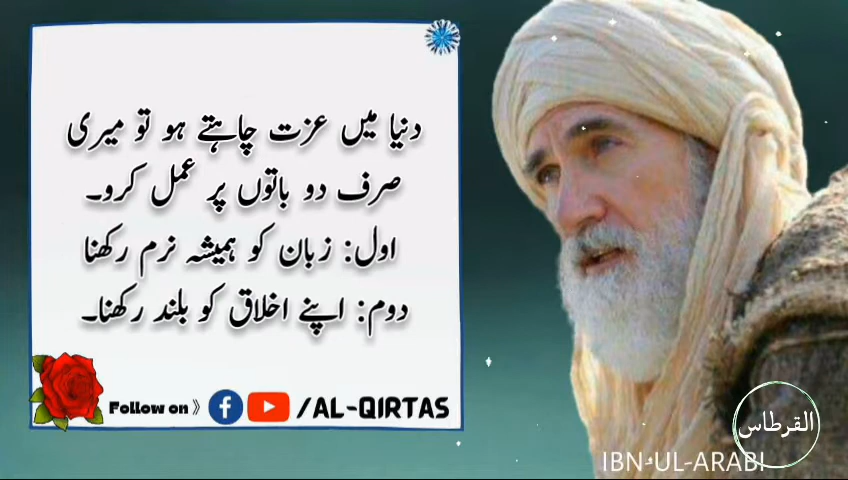 دنیا میں عزت چاہتے ہو تو میری
صرف دو باتوں پر عمل کرو۔
اول: زبان کو ہمیشہ نرم رکھنا
دوم: اپنے اخلاق کو بلند رکھنا۔
Follow on 》 /AL-QIRTAS
القرطاس
IBN-UL-ARABI